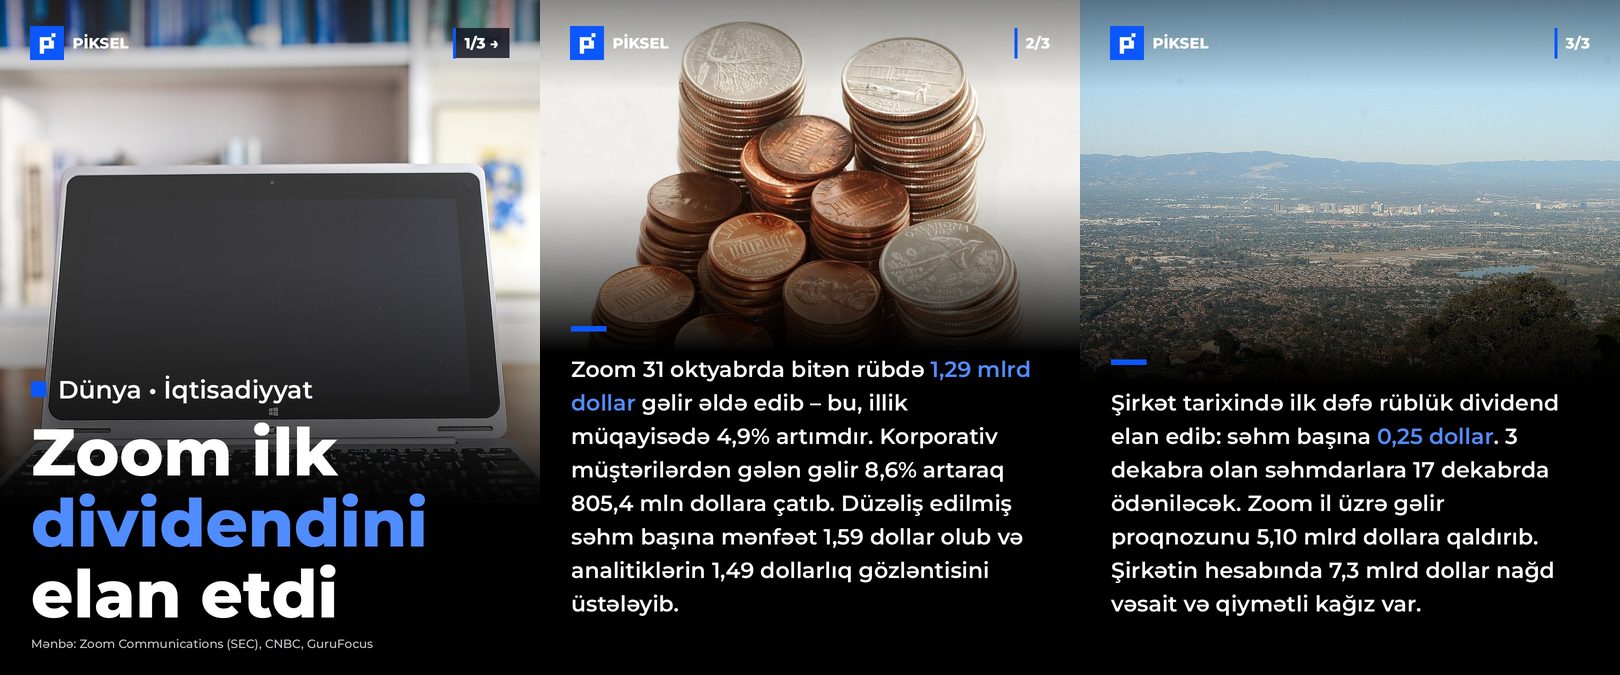 PİKSEL
1/3 →
Dünya • İqtisadiyyat
Zoom ilk
dividendini
elan etdi
Mənbə: Zoom Communications (SEC), CNBC, GuruFocus
PİKSEL
2/3
Zoom 31 oktyabrda bitən rübdə 1,29 mlrd
dollar gəlir əldə edib – bu, illik
müqayisədə 4,9% artımdır. Korporativ
müştərilərdən gələn gəlir 8,6% artaraq
805,4 mln dollara çatıb. Düzəliş edilmiş
səhm başına mənfəət 1,59 dollar olub və
analitiklərin 1,49 dollarlıq gözləntisini
üstələyib.
PİKSEL
3/3
Şirkət tarixində ilk dəfə rüblük dividend
elan edib: səhm başına 0,25 dollar. 3
dekabra olan səhmdarlara 17 dekabrda
ödəniləcək. Zoom il üzrə gəlir
proqnozunu 5,10 mlrd dollara qaldırıb.
Şirkətin hesabında 7,3 mlrd dollar nağd
vəsait və qiymətli kağız var.